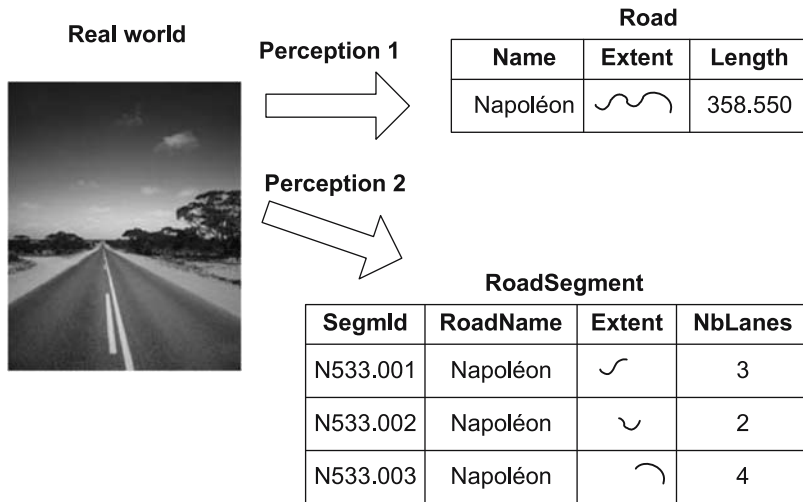 Real world
Perception 1
Road
Name Extent Length
Napoléon 358.550
Perception 2
RoadSegment
SegmId RoadName Extent NbLanes
N533.001 Napoléon 3
N533.002 Napoléon 2
N533.003 Napoléon 4